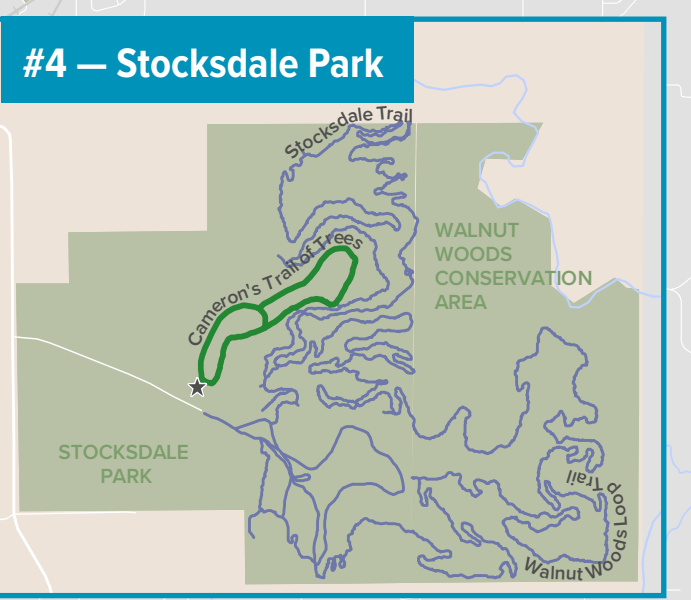 #4 — Stocksdale Park
Stocksdale Trail
Cameron's Trail of Trees
WALNUT
WOODS
CONSERVATION
AREA
STOCKSDALE
PARK
Walnut Woods Loop Trail